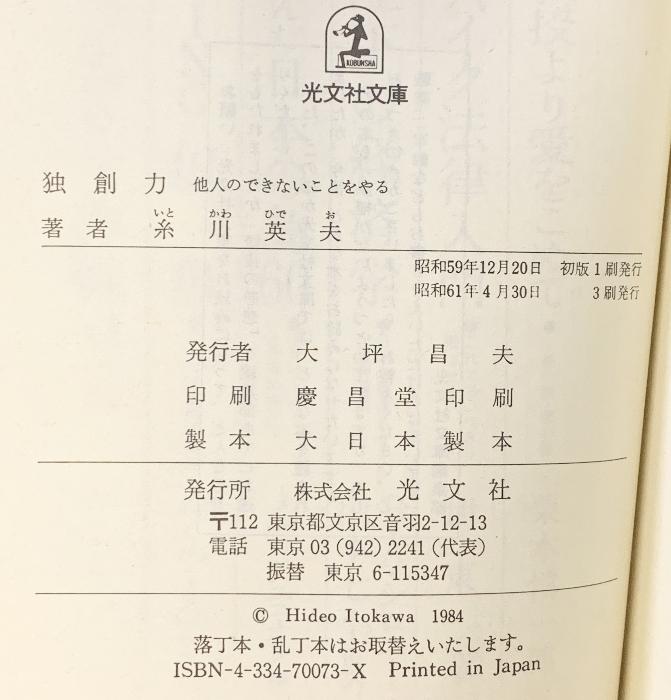 KOBUNSHA
光文社文庫
独創力 他人のできないことをやる
いと かわ ひで お
著者 糸川英夫
昭和59年12月20日 初版1刷発行
昭和61年4月30日 3刷発行
発行者 大坪昌夫
印刷 慶昌堂印刷
製本 大日本製本
発行所 株式会社 光文社
〒112 東京都文京区音羽2-12-13
電話 東京03(942)2241(代表)
振替 東京6-115347
© Hideo Itokawa 1984
落丁本・乱丁本はお取替えいたします。
ISBN-4-334-70073-X Printed in Japan